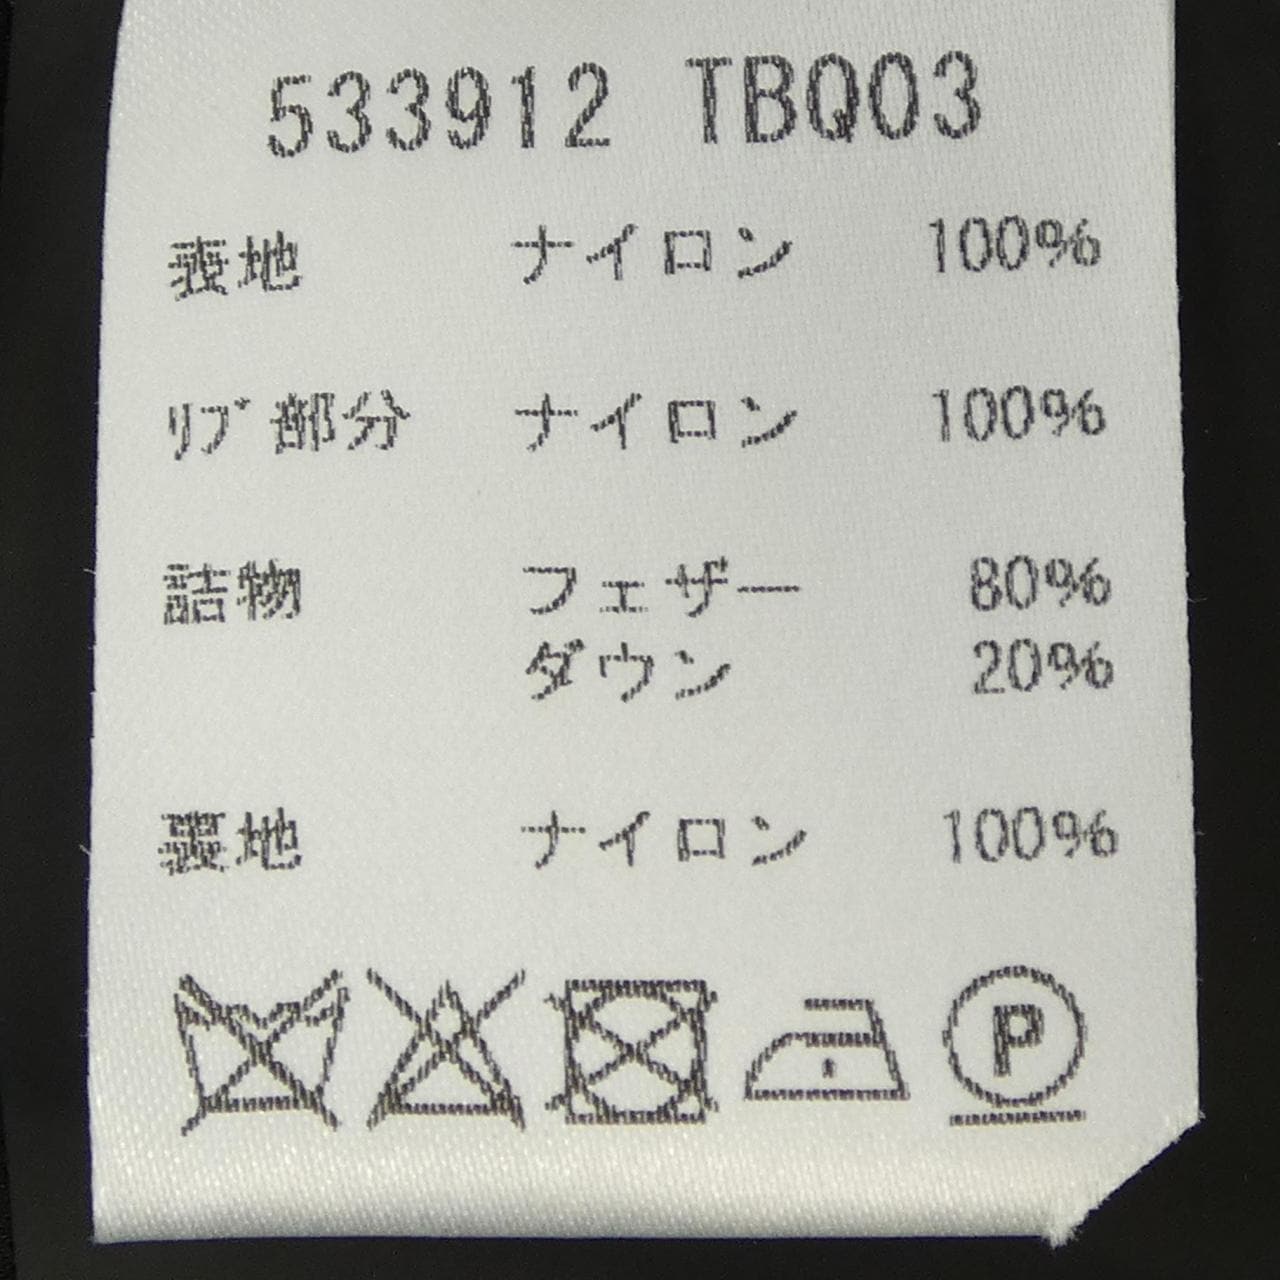 533912 TBQ03
表地 ナイロン 100%
ﾘﾌﾞ部分 ナイロン 100%
詰物 フェザー 80%
ダウン 20%
裏地 ナイロン 100%
P